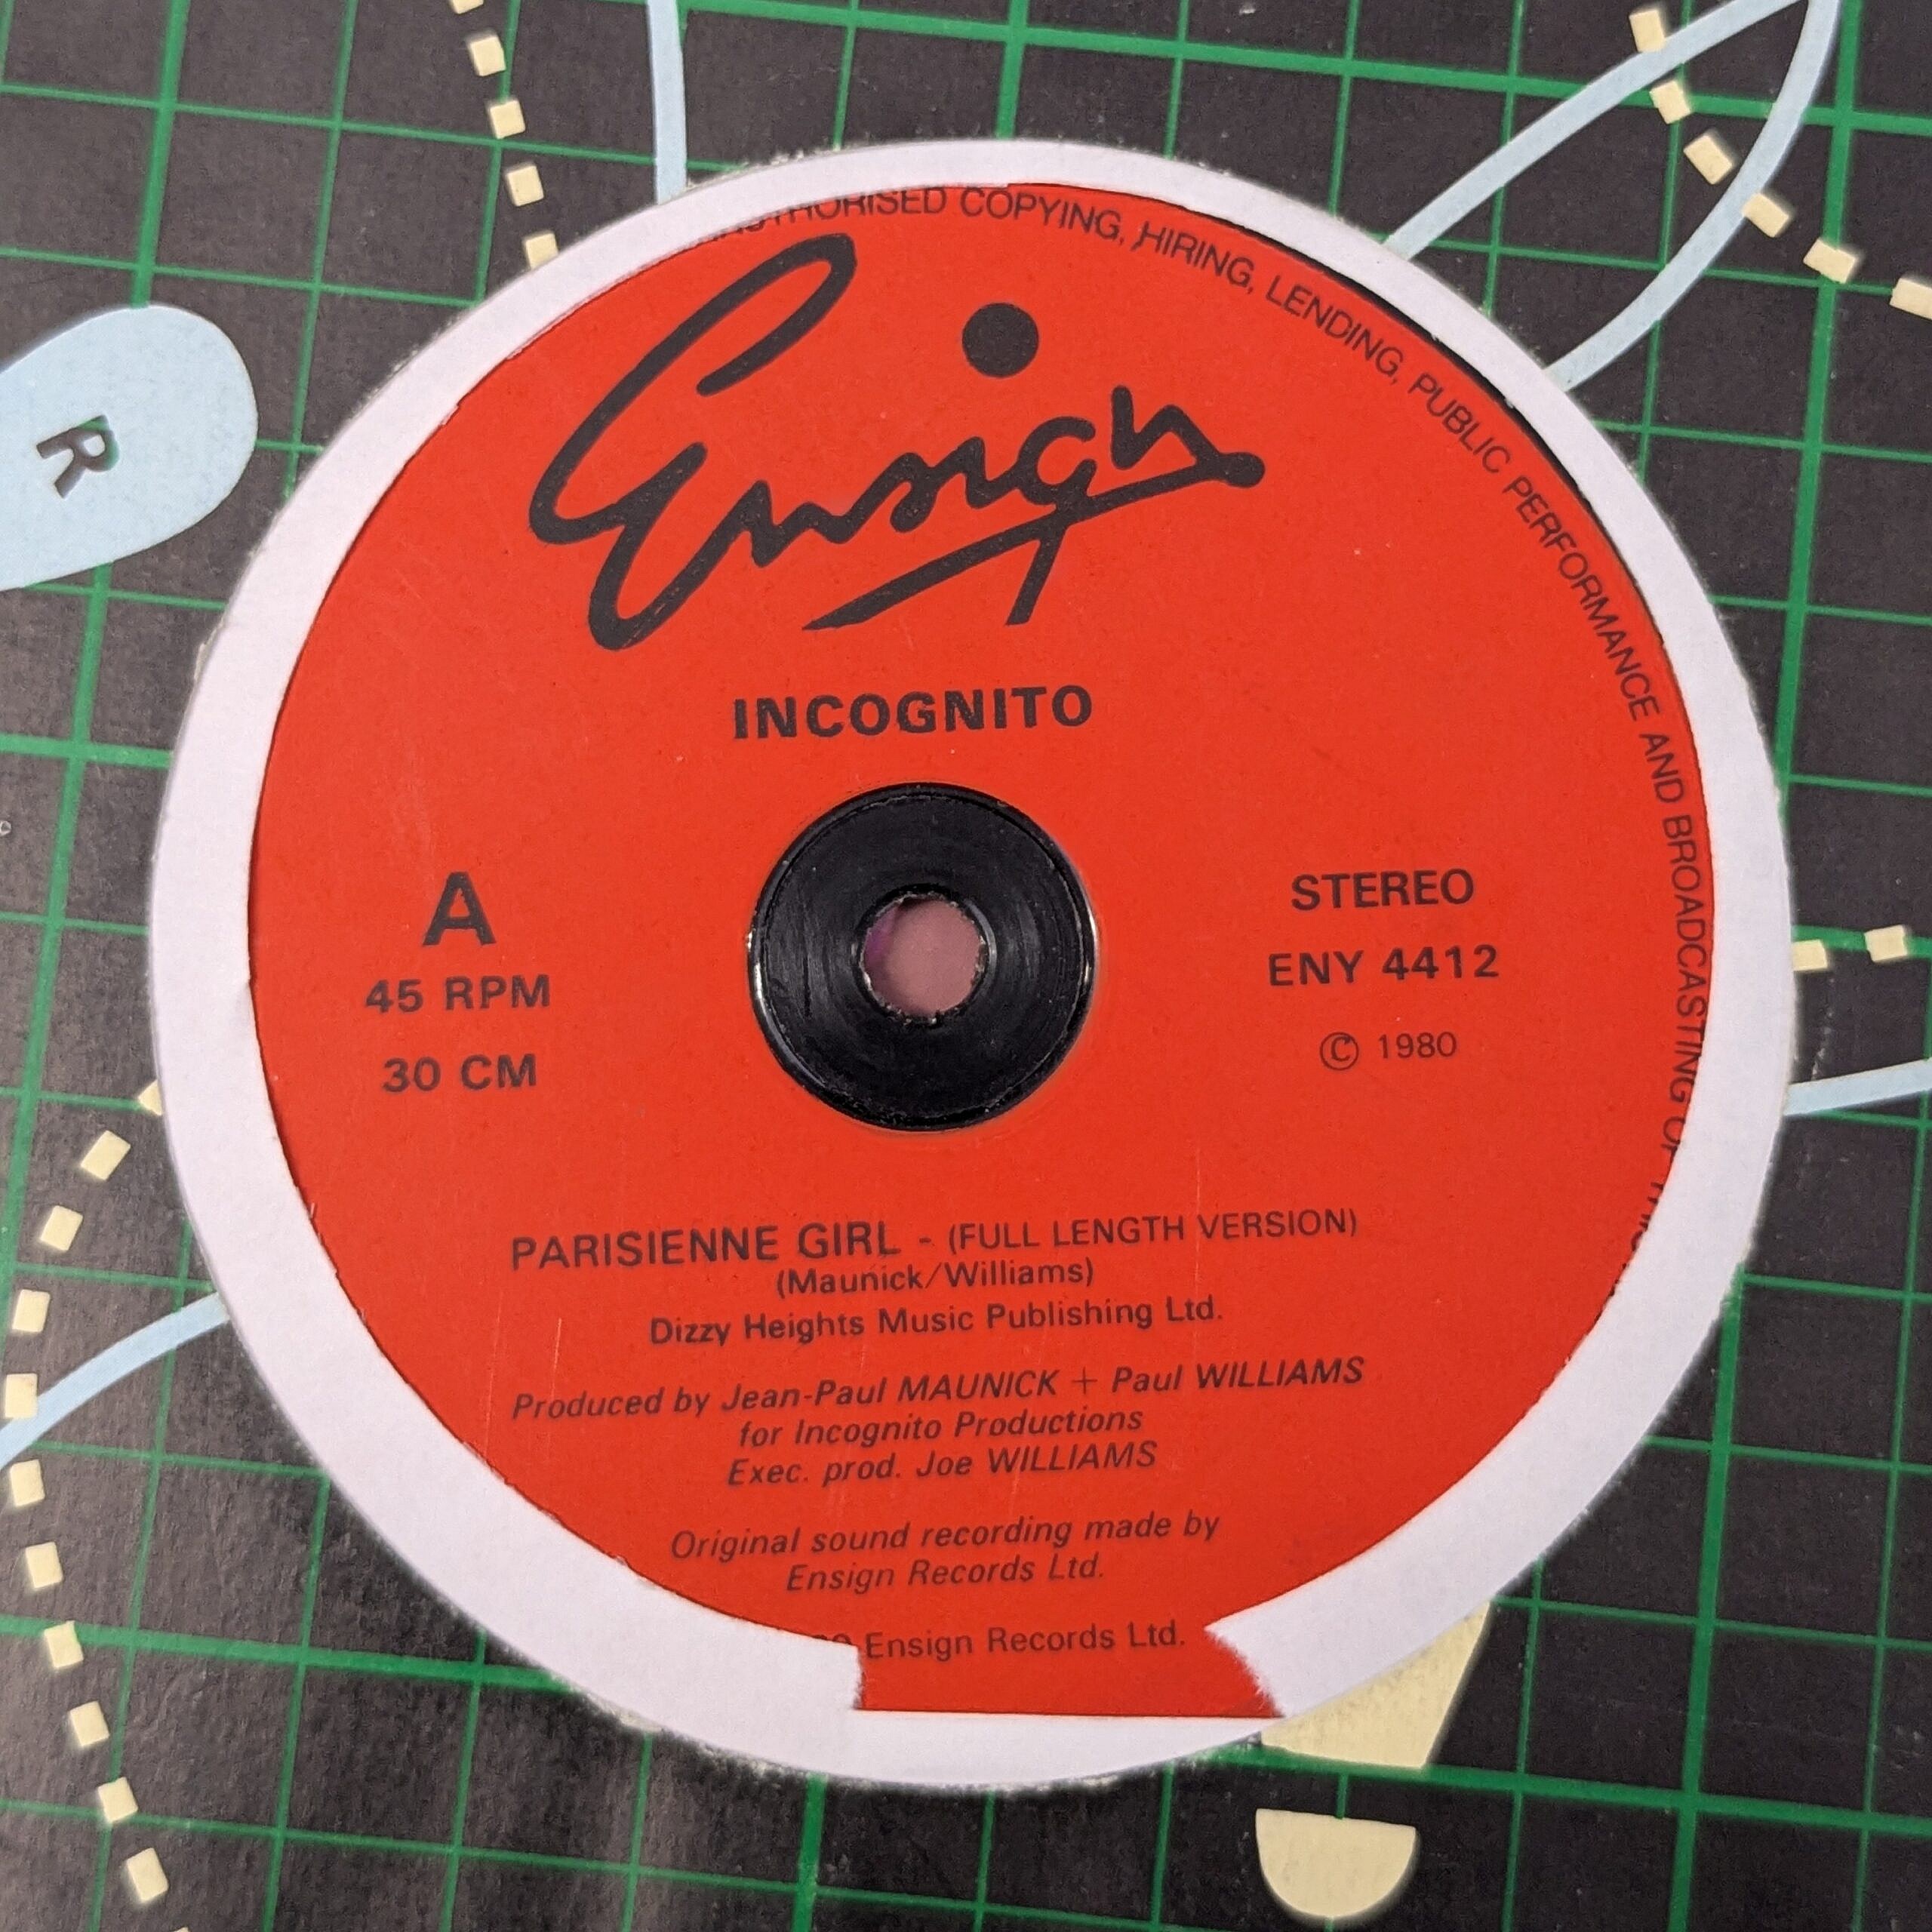 AUTHORISED COPYING, HIRING, LENDING, PUBLIC PERFORMANCE AND BROADCASTING OF
Ensign
R
INCOGNITO
A
45 RPM
30 CM
STEREO
ENY 4412
© 1980
PARISIENNE GIRL - (FULL LENGTH VERSION)
(Maunick/Williams)
Dizzy Heights Music Publishing Ltd.
Produced by Jean-Paul MAUNICK + Paul WILLIAMS
for Incognito Productions
Exec. prod. Joe WILLIAMS
Original sound recording made by
Ensign Records Ltd.
Ensign Records Ltd.